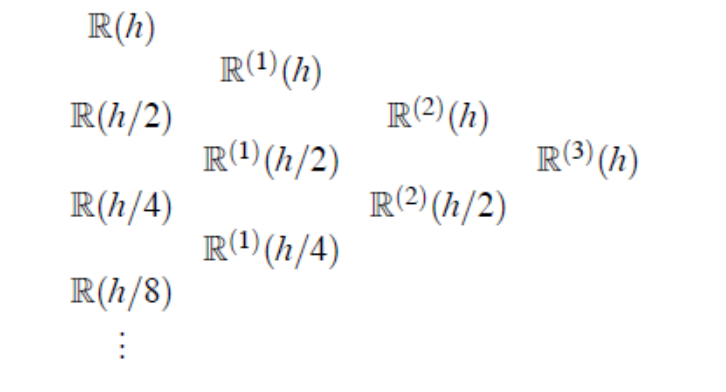 ℝ(h)
ℝ⁽¹⁾(h)
ℝ(h/2) ℝ⁽²⁾(h)
ℝ⁽¹⁾(h/2) ℝ⁽³⁾(h)
ℝ(h/4) ℝ⁽²⁾(h/2)
ℝ⁽¹⁾(h/4)
ℝ(h/8)
⋮